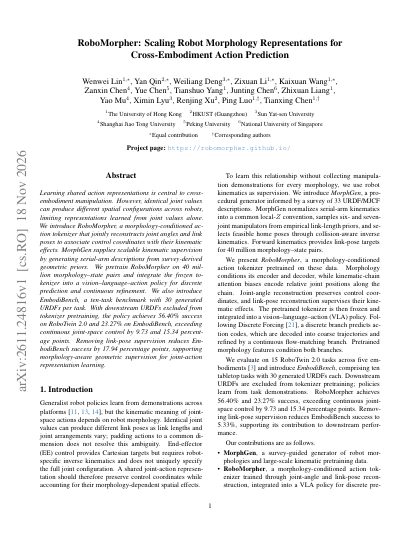 RoboMorpher: Scaling Robot Morphology Representations for
Cross-Embodiment Action Prediction
Wenwei Lin1,*, Yan Qin2,*, Weiliang Deng3,*, Zixuan Li4,*, Kaixuan Wang1,*,
Zanxin Chen4, Yue Chen5, Tianshuo Yang1, Junting Chen6, Zhixuan Liang1,
Yao Mu4, Ximin Lyu3, Renjing Xu2, Ping Luo1,†, Tianxing Chen1,†
1The University of Hong Kong 2HKUST (Guangzhou) 3Sun Yat-sen University
4Shanghai Jiao Tong University 5Peking University 6National University of Singapore
*Equal contribution †Corresponding authors
Project page: https://robomorpher.github.io/
arXiv:2611.24816v1 [cs.RO] 18 Nov 2026
Abstract
Learning shared action representations is central to cross-
embodiment manipulation. However, identical joint values
can produce different spatial configurations across robots,
limiting representations learned from joint values alone.
We introduce RoboMorpher, a morphology-conditioned ac-
tion tokenizer that jointly reconstructs joint angles and link
poses to associate control coordinates with their kinematic
effects. MorphGen supplies scalable kinematic supervision
by generating serial-arm descriptions from survey-derived
geometric priors. We pretrain RoboMorpher on 40 mil-
lion morphology-state pairs and integrate the frozen to-
kenizer into a vision–language–action policy for discrete
prediction and continuous refinement. We also introduce
EmbodiBench, a ten-task benchmark with 30 generated
URDFs per task. With downstream URDFs excluded from
tokenizer pretraining, the policy achieves 56.40% success
on RoboTwin 2.0 and 23.27% on EmbodiBench, exceeding
continuous joint-space control by 9.73 and 15.34 percent-
age points. Removing link-pose supervision reduces Em-
bodiBench success by 17.94 percentage points, supporting
morphology-aware geometric supervision for joint-action
representation learning.
1. Introduction
Generalist robot policies learn from demonstrations across
platforms [11, 13, 14], but the kinematic meaning of joint-
space actions depends on robot morphology. Identical joint
values can produce different link poses as link lengths and
joint arrangements vary; padding actions to a common di-
mension does not resolve this ambiguity. End-effector
(EE) control provides Cartesian targets but requires robot-
specific inverse kinematics and does not uniquely specify
the full joint configuration. A shared joint-action represen-
tation should therefore preserve control coordinates while
accounting for their morphology-dependent spatial effects.
To learn this relationship without collecting manipula-
tion demonstrations for every morphology, we use robot
kinematics as supervision. We introduce MorphGen, a pro-
cedural generator informed by a survey of 33 URDF/MJCF
descriptions. MorphGen normalizes serial-arm kinematics
into a common local-Z convention, samples six- and seven-
joint manipulators from empirical link-length priors, and se-
lects feasible home poses through collision-aware inverse
kinematics. Forward kinematics provides link-pose targets
for 40 million morphology-state pairs.
We present RoboMorpher, a morphology-conditioned
action tokenizer pretrained on these data. Morphology
conditions its encoder and decoder, while kinematic-chain
attention biases encode relative joint positions along the
chain. Joint-angle reconstruction preserves control coor-
dinates, and link-pose reconstruction supervises their kine-
matic effects. The pretrained tokenizer is then frozen and
integrated into a vision–language–action (VLA) policy. Fol-
lowing Discrete Forcing [21], a discrete branch predicts ac-
tion codes, which are decoded into coarse trajectories and
refined by a continuous flow-matching branch. Pretrained
morphology features condition both branches.
We evaluate on 15 RoboTwin 2.0 tasks across five em-
bodiments [3] and introduce EmbodiBench, comprising ten
tabletop tasks with 30 generated URDFs each. Downstream
URDFs are excluded from tokenizer pretraining; policies
learn from task demonstrations. RoboMorpher achieves
56.40% and 23.27% success, exceeding continuous joint-
space control by 9.73 and 15.34 percentage points. Remov-
ing link-pose supervision reduces EmbodiBench success to
5.33%, supporting its contribution to downstream perfor-
mance.
Our contributions are as follows.
• MorphGen, a survey-guided generator of robot mor-
phologies and large-scale kinematic pretraining data.
• RoboMorpher, a morphology-conditioned action tok-
enizer trained through joint-angle and link-pose recon-
struction, integrated into a VLA policy for discrete pre-
1